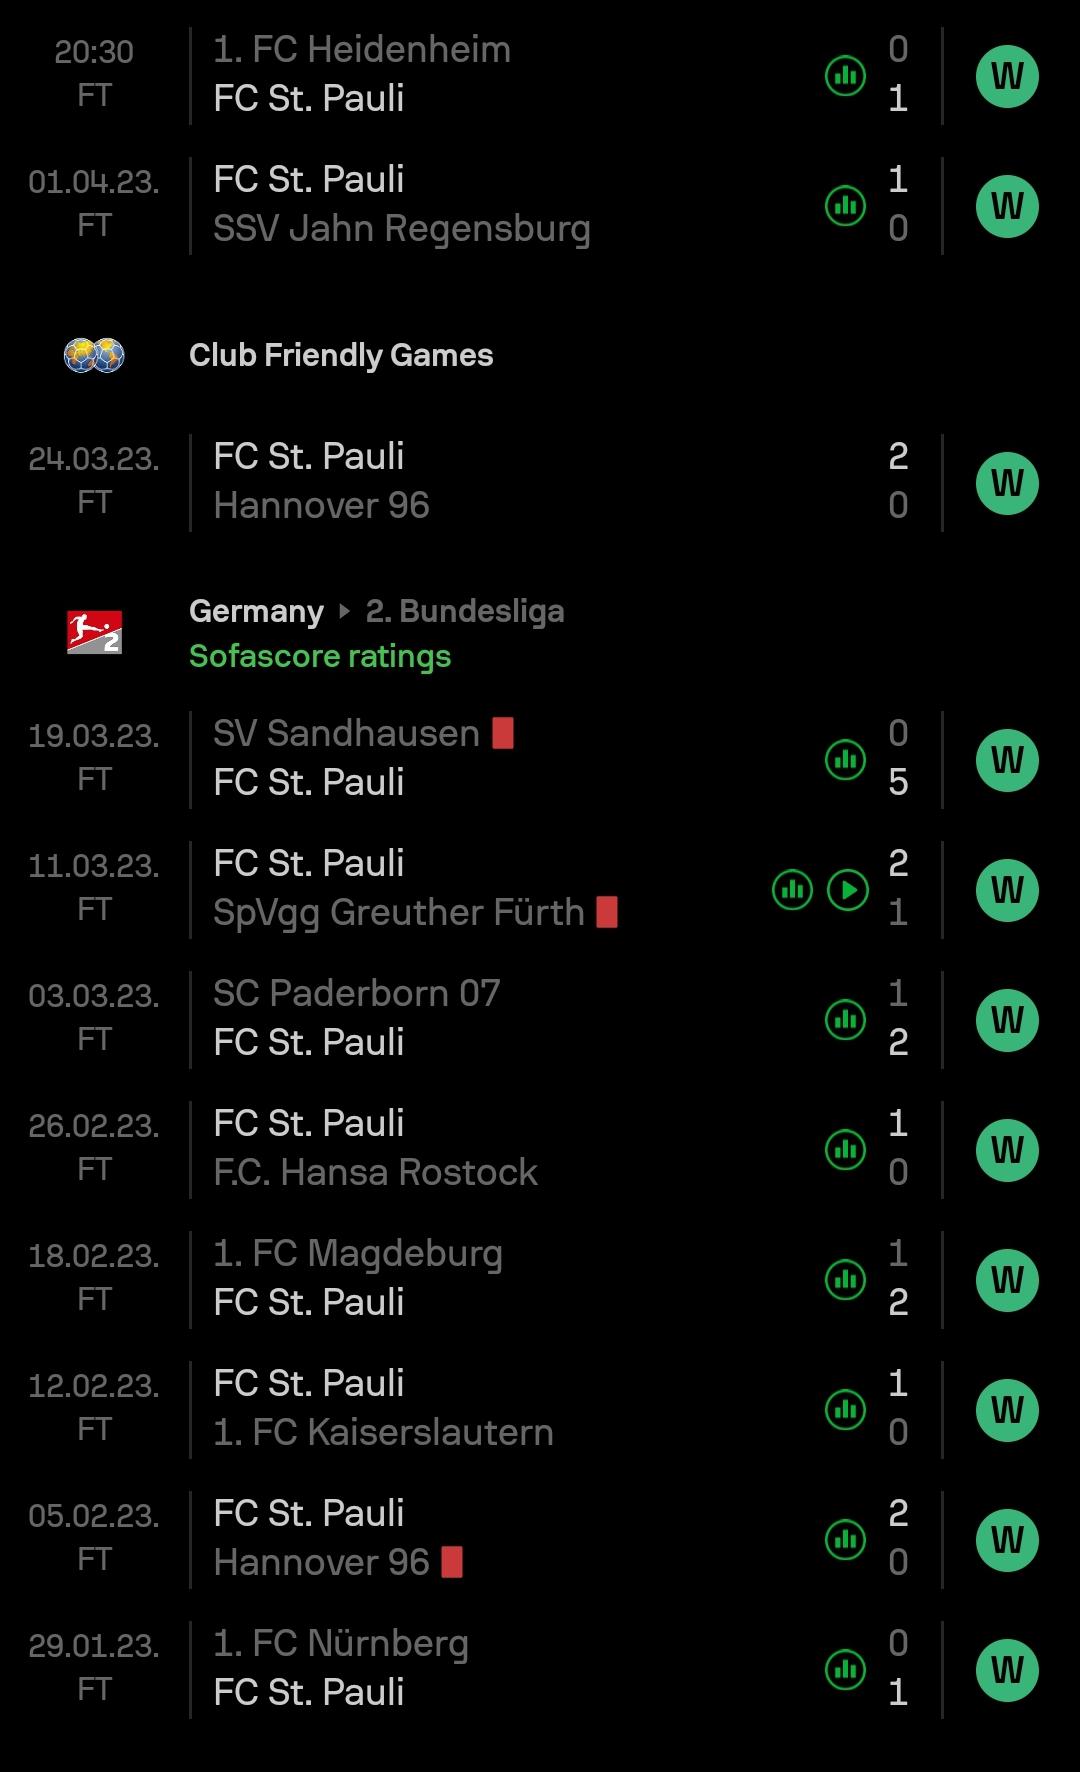 20:30
FT
1. FC Heidenheim
FC St. Pauli
0
1
W
01.04.23.
FT
FC St. Pauli
SSV Jahn Regensburg
1
0
W
Club Friendly Games
24.03.23.
FT
FC St. Pauli
Hannover 96
2
0
W
2
Germany 2. Bundesliga
Sofascore ratings
19.03.23.
FT
SV Sandhausen
FC St. Pauli
0
5
W
11.03.23.
FT
FC St. Pauli
SpVgg Greuther Fürth
2
1
W
03.03.23.
FT
SC Paderborn 07
FC St. Pauli
1
2
W
26.02.23.
FT
FC St. Pauli
F.C. Hansa Rostock
1
0
W
18.02.23.
FT
1. FC Magdeburg
FC St. Pauli
1
2
W
12.02.23.
FT
FC St. Pauli
1. FC Kaiserslautern
1
0
W
05.02.23.
FT
FC St. Pauli
Hannover 96
2
0
W
29.01.23.
FT
1. FC Nürnberg
FC St. Pauli
0
1
W